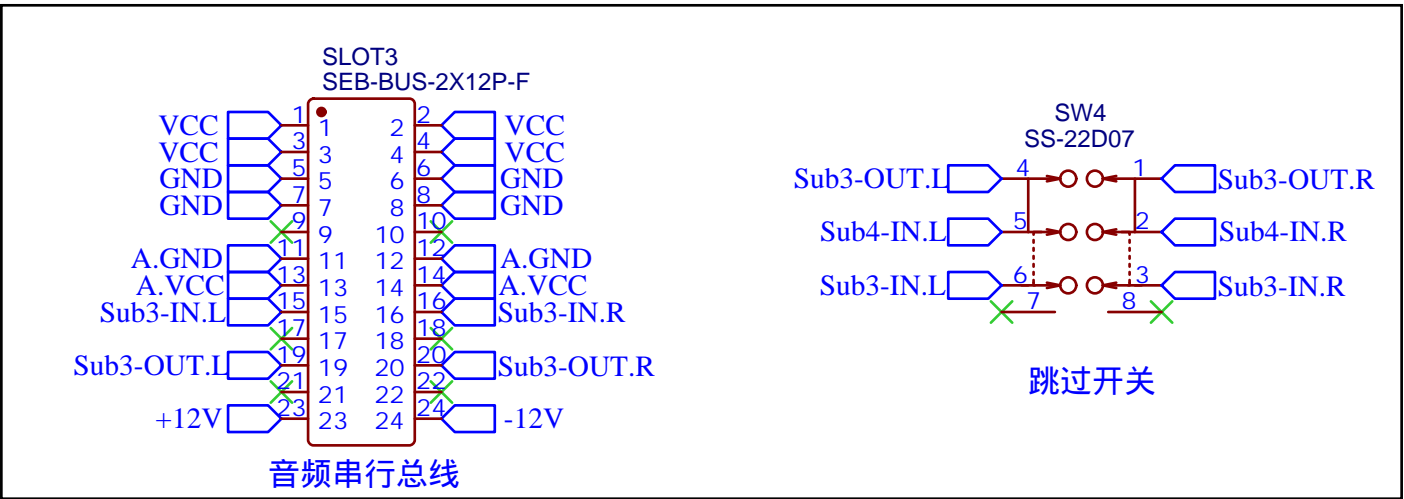 SLOT3
SEB-BUS-2X12P-F
VCC 1 1 2 2 VCC
VCC 3 3 4 4 VCC
GND 5 5 6 6 GND
GND 7 7 8 8 GND
9 9 10 10
A.GND 11 11 12 12 A.GND
A.VCC 13 13 14 14 A.VCC
Sub3-IN.L 15 15 16 16 Sub3-IN.R
17 17 18 18
Sub3-OUT.L 19 19 20 20 Sub3-OUT.R
21 21 22 22
+12V 23 23 24 24 -12V
音频串行总线
SW4
SS-22D07
Sub3-OUT.L 4 1 Sub3-OUT.R
Sub4-IN.L 5 2 Sub4-IN.R
Sub3-IN.L 6 3 Sub3-IN.R
7 8
跳过开关